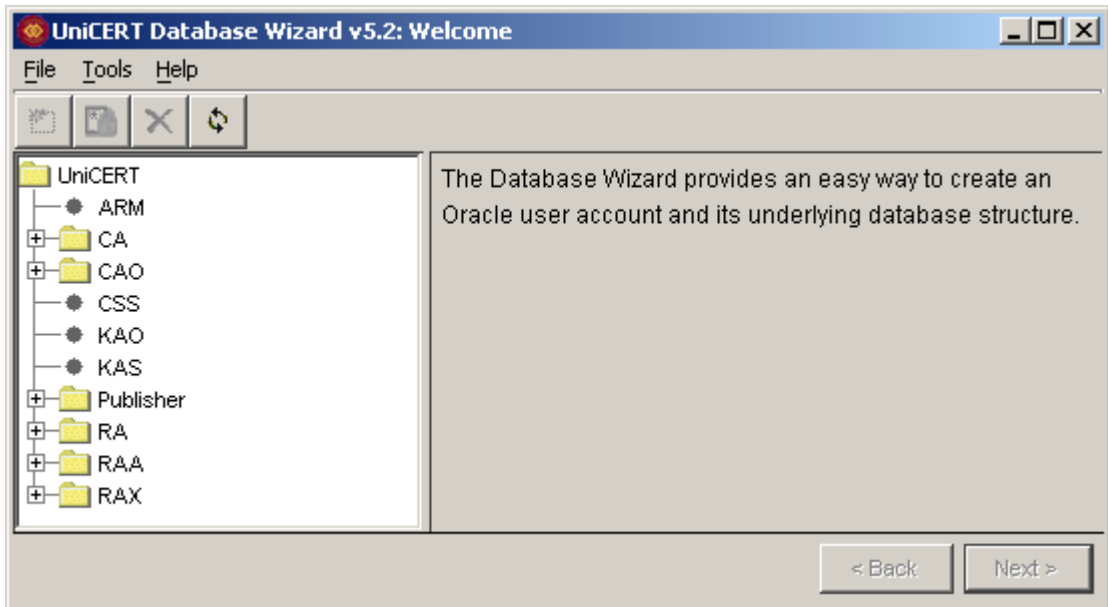 UniCERT Database Wizard v5.2: Welcome
File Tools Help
UniCERT
ARM
CA
CAO
CSS
KAO
KAS
Publisher
RA
RAA
RAX
The Database Wizard provides an easy way to create an
Oracle user account and its underlying database structure.
< Back Next >